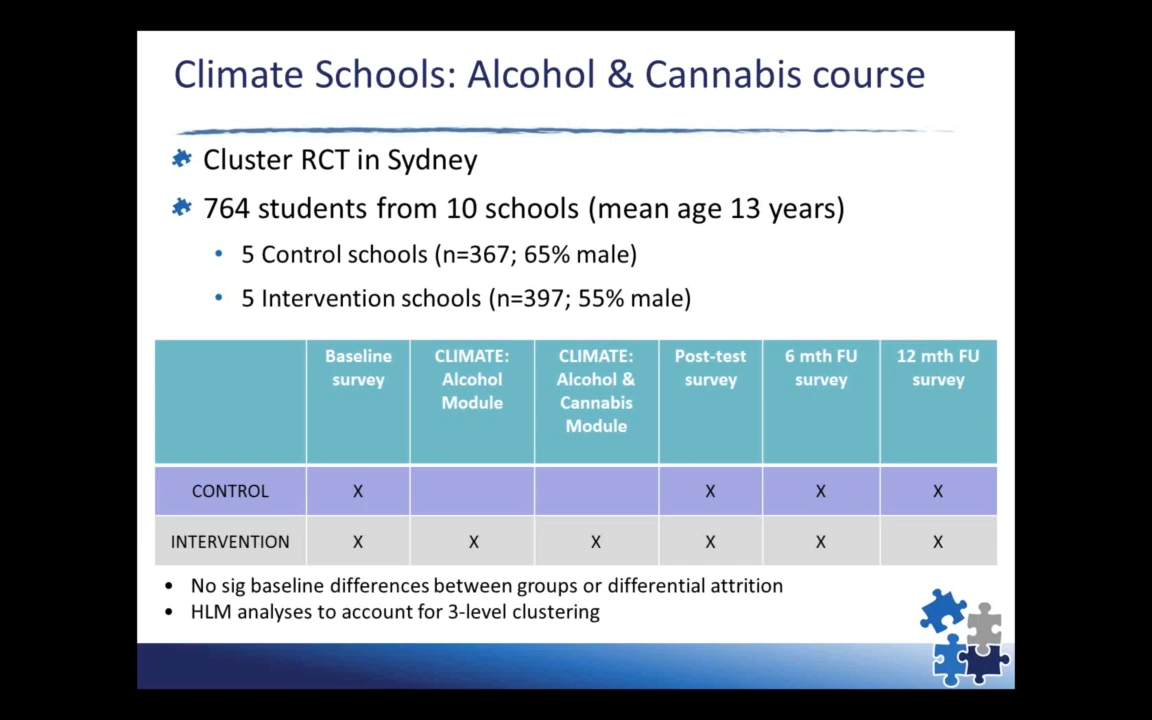 Climate Schools: Alcohol & Cannabis course
Cluster RCT in Sydney
764 students from 10 schools (mean age 13 years)
• 5 Control schools (n=367; 65% male)
• 5 Intervention schools (n=397; 55% male)
Baseline survey
CLIMATE: Alcohol Module
CLIMATE: Alcohol & Cannabis Module
Post-test survey
6 mth FU survey
12 mth FU survey
CONTROL X X X X
INTERVENTION X X X X X X
• No sig baseline differences between groups or differential attrition
• HLM analyses to account for 3-level clustering